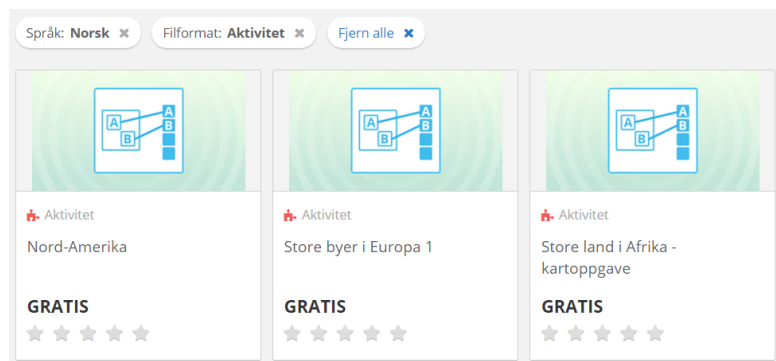 Språk: Norsk ✖
Filformat: Aktivitet ✖
Fjern alle ✖
A
B
A
B
Aktivitet
Nord-Amerika
GRATIS
A
B
A
B
Aktivitet
Store byer i Europa 1
GRATIS
A
B
A
B
Aktivitet
Store land i Afrika -
kartoppgave
GRATIS